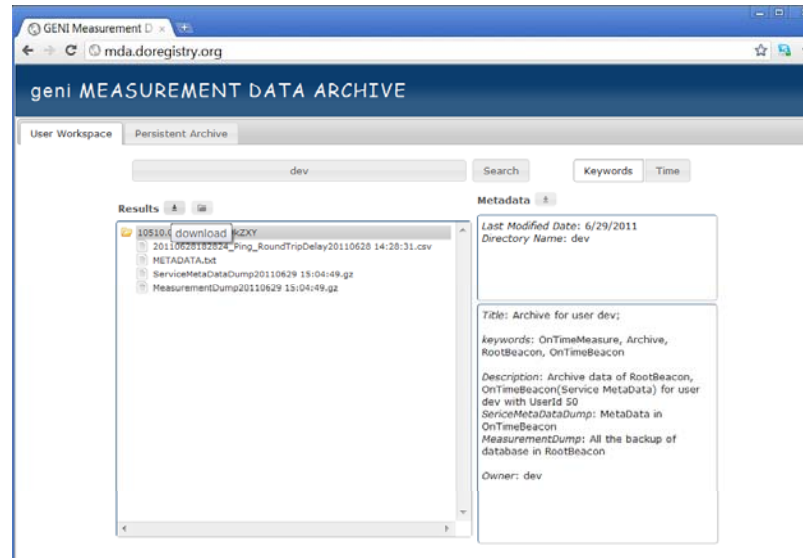 GENI Measurement D ×
mda.doregistry.org
geni MEASUREMENT DATA ARCHIVE
User Workspace Persistent Archive
dev Search Keywords Time
Results
10510.
download
kZXY
20110628182824_Ping_RoundTripDelay20110628 14:28:31.csv
METADATA.txt
ServiceMetaDataDump20110629 15:04:49.gz
MeasurementDump20110629 15:04:49.gz
Metadata
Last Modified Date: 6/29/2011
Directory Name: dev
Title: Archive for user dev;
keywords: OnTimeMeasure, Archive,
RootBeacon, OnTimeBeacon
Description: Archive data of RootBeacon,
OnTimeBeacon(Service MetaData) for user
dev with UserId 50
SericeMetaDataDump: MetaData in
OnTimeBeacon
MeasurementDump: All the backup of
database in RootBeacon
Owner: dev